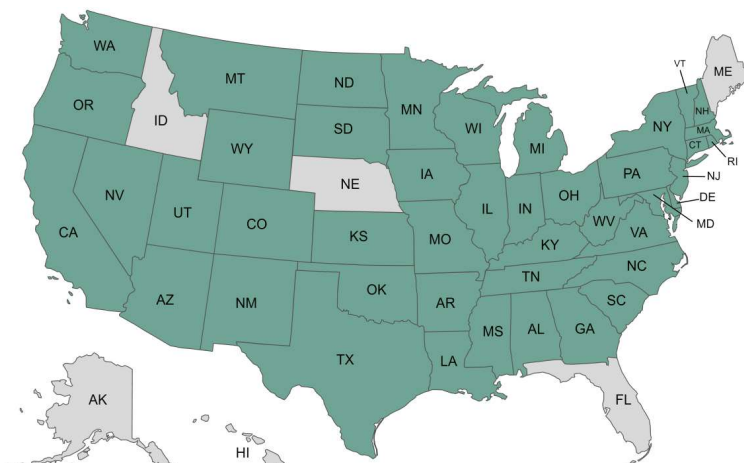 WA
MT
ND
MN
VT
ME
OR
ID
SD
WI
NY
NH
MA
WY
MI
CT
RI
NE
IA
PA
NJ
NV
UT
CO
IL
IN
OH
DE
CA
KS
MO
WV
VA
MD
KY
AZ
NM
OK
AR
TN
NC
SC
MS
AL
GA
TX
LA
AK
FL
HI